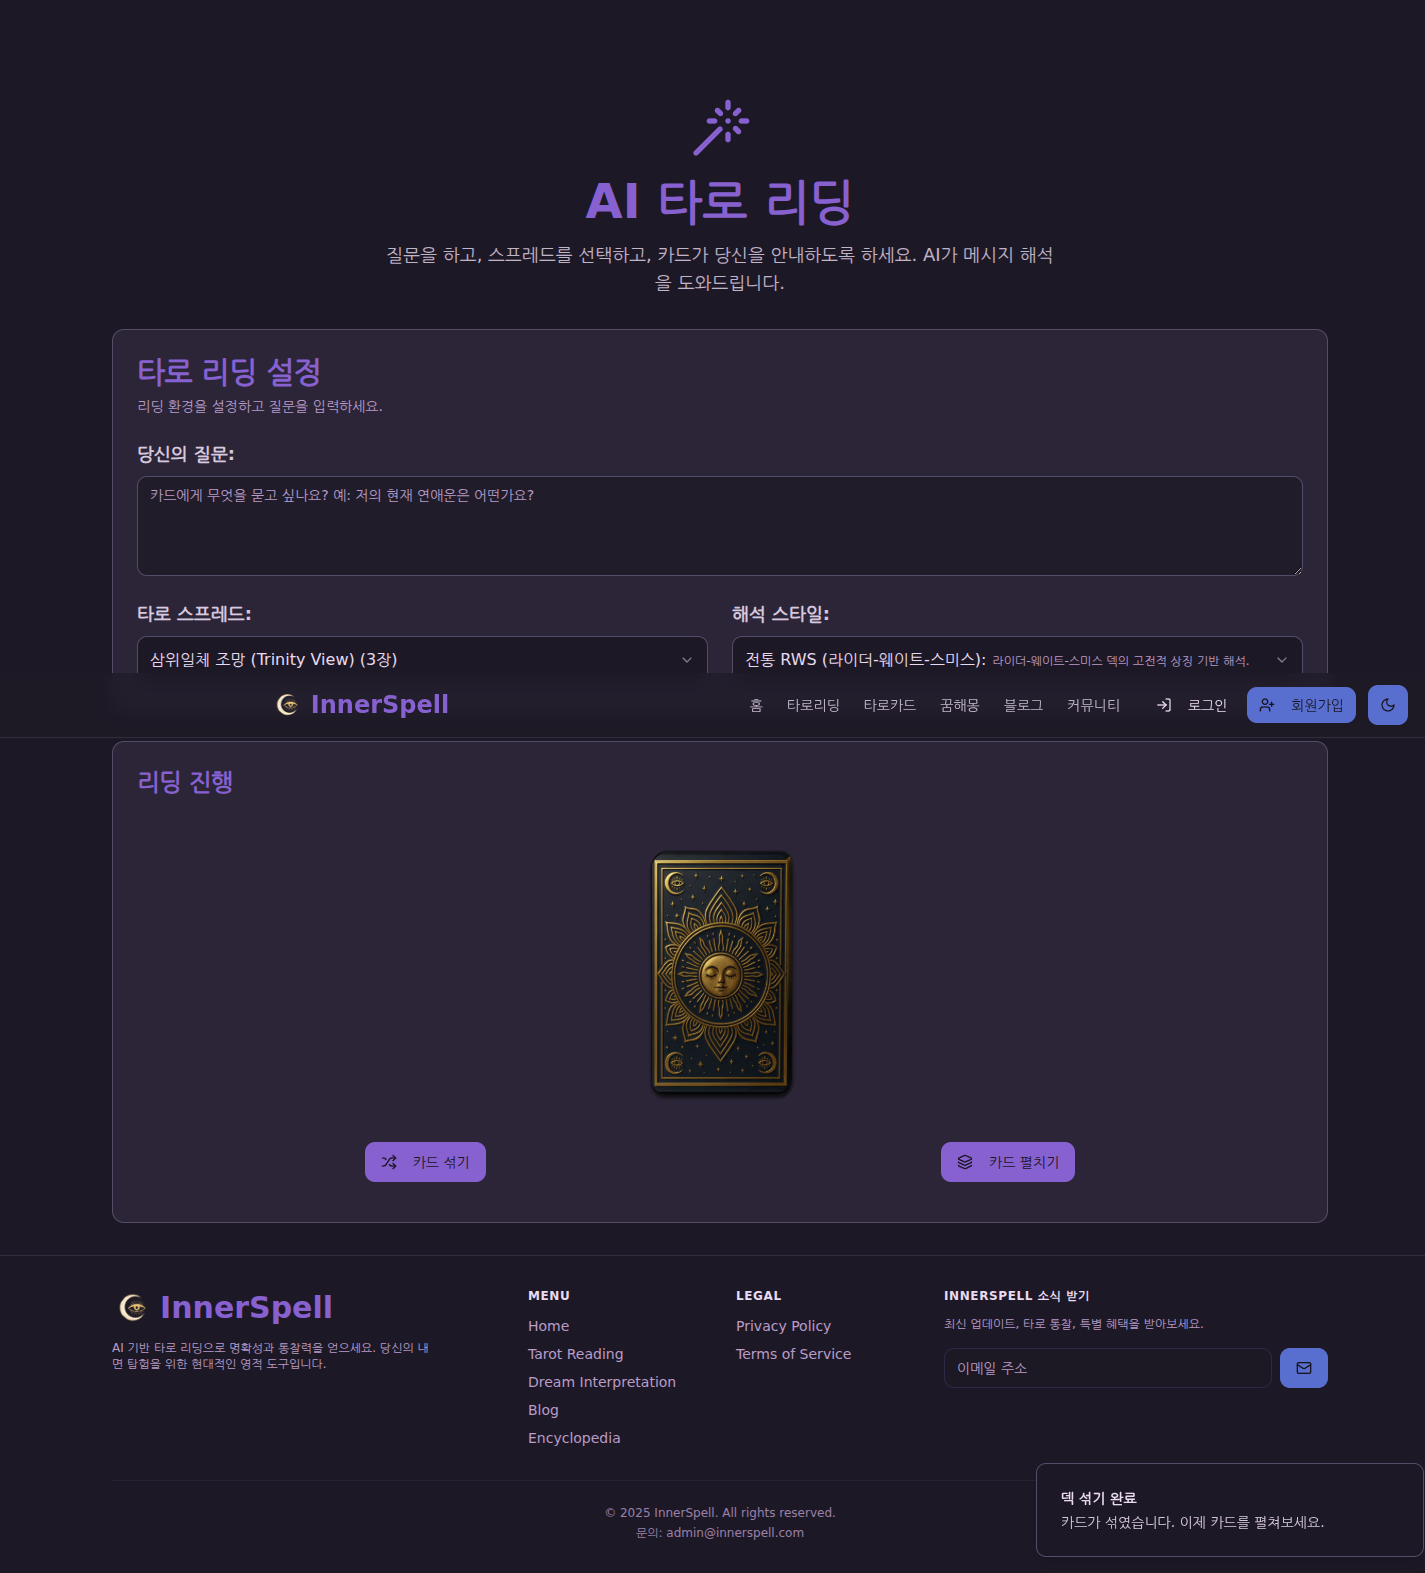 AI 타로 리딩
질문을 하고, 스프레드를 선택하고, 카드가 당신을 안내하도록 하세요. AI가 메시지 해석
을 도와드립니다.
타로 리딩 설정
리딩 환경을 설정하고 질문을 입력하세요.
당신의 질문:
카드에게 무엇을 묻고 싶나요? 예: 저의 현재 연애운은 어떤가요?
타로 스프레드:
해석 스타일:
삼위일체 조망 (Trinity View) (3장)
전통 RWS (라이더-웨이트-스미스): 라이더-웨이트-스미스 덱의 고전적 상징 기반 해석.
InnerSpell
홈
타로리딩
타로카드
꿈해몽
블로그
커뮤니티
로그인
회원가입
리딩 진행
카드 섞기
카드 펼치기
InnerSpell
AI 기반 타로 리딩으로 명확성과 통찰력을 얻으세요. 당신의 내
면 탐험을 위한 현대적인 영적 도구입니다.
MENU
Home
Tarot Reading
Dream Interpretation
Blog
Encyclopedia
LEGAL
Privacy Policy
Terms of Service
INNERSPELL 소식 받기
최신 업데이트, 타로 통찰, 특별 혜택을 받아보세요.
이메일 주소
© 2025 InnerSpell. All rights reserved.
문의: admin@innerspell.com
덱 섞기 완료
카드가 섞였습니다. 이제 카드를 펼쳐보세요.